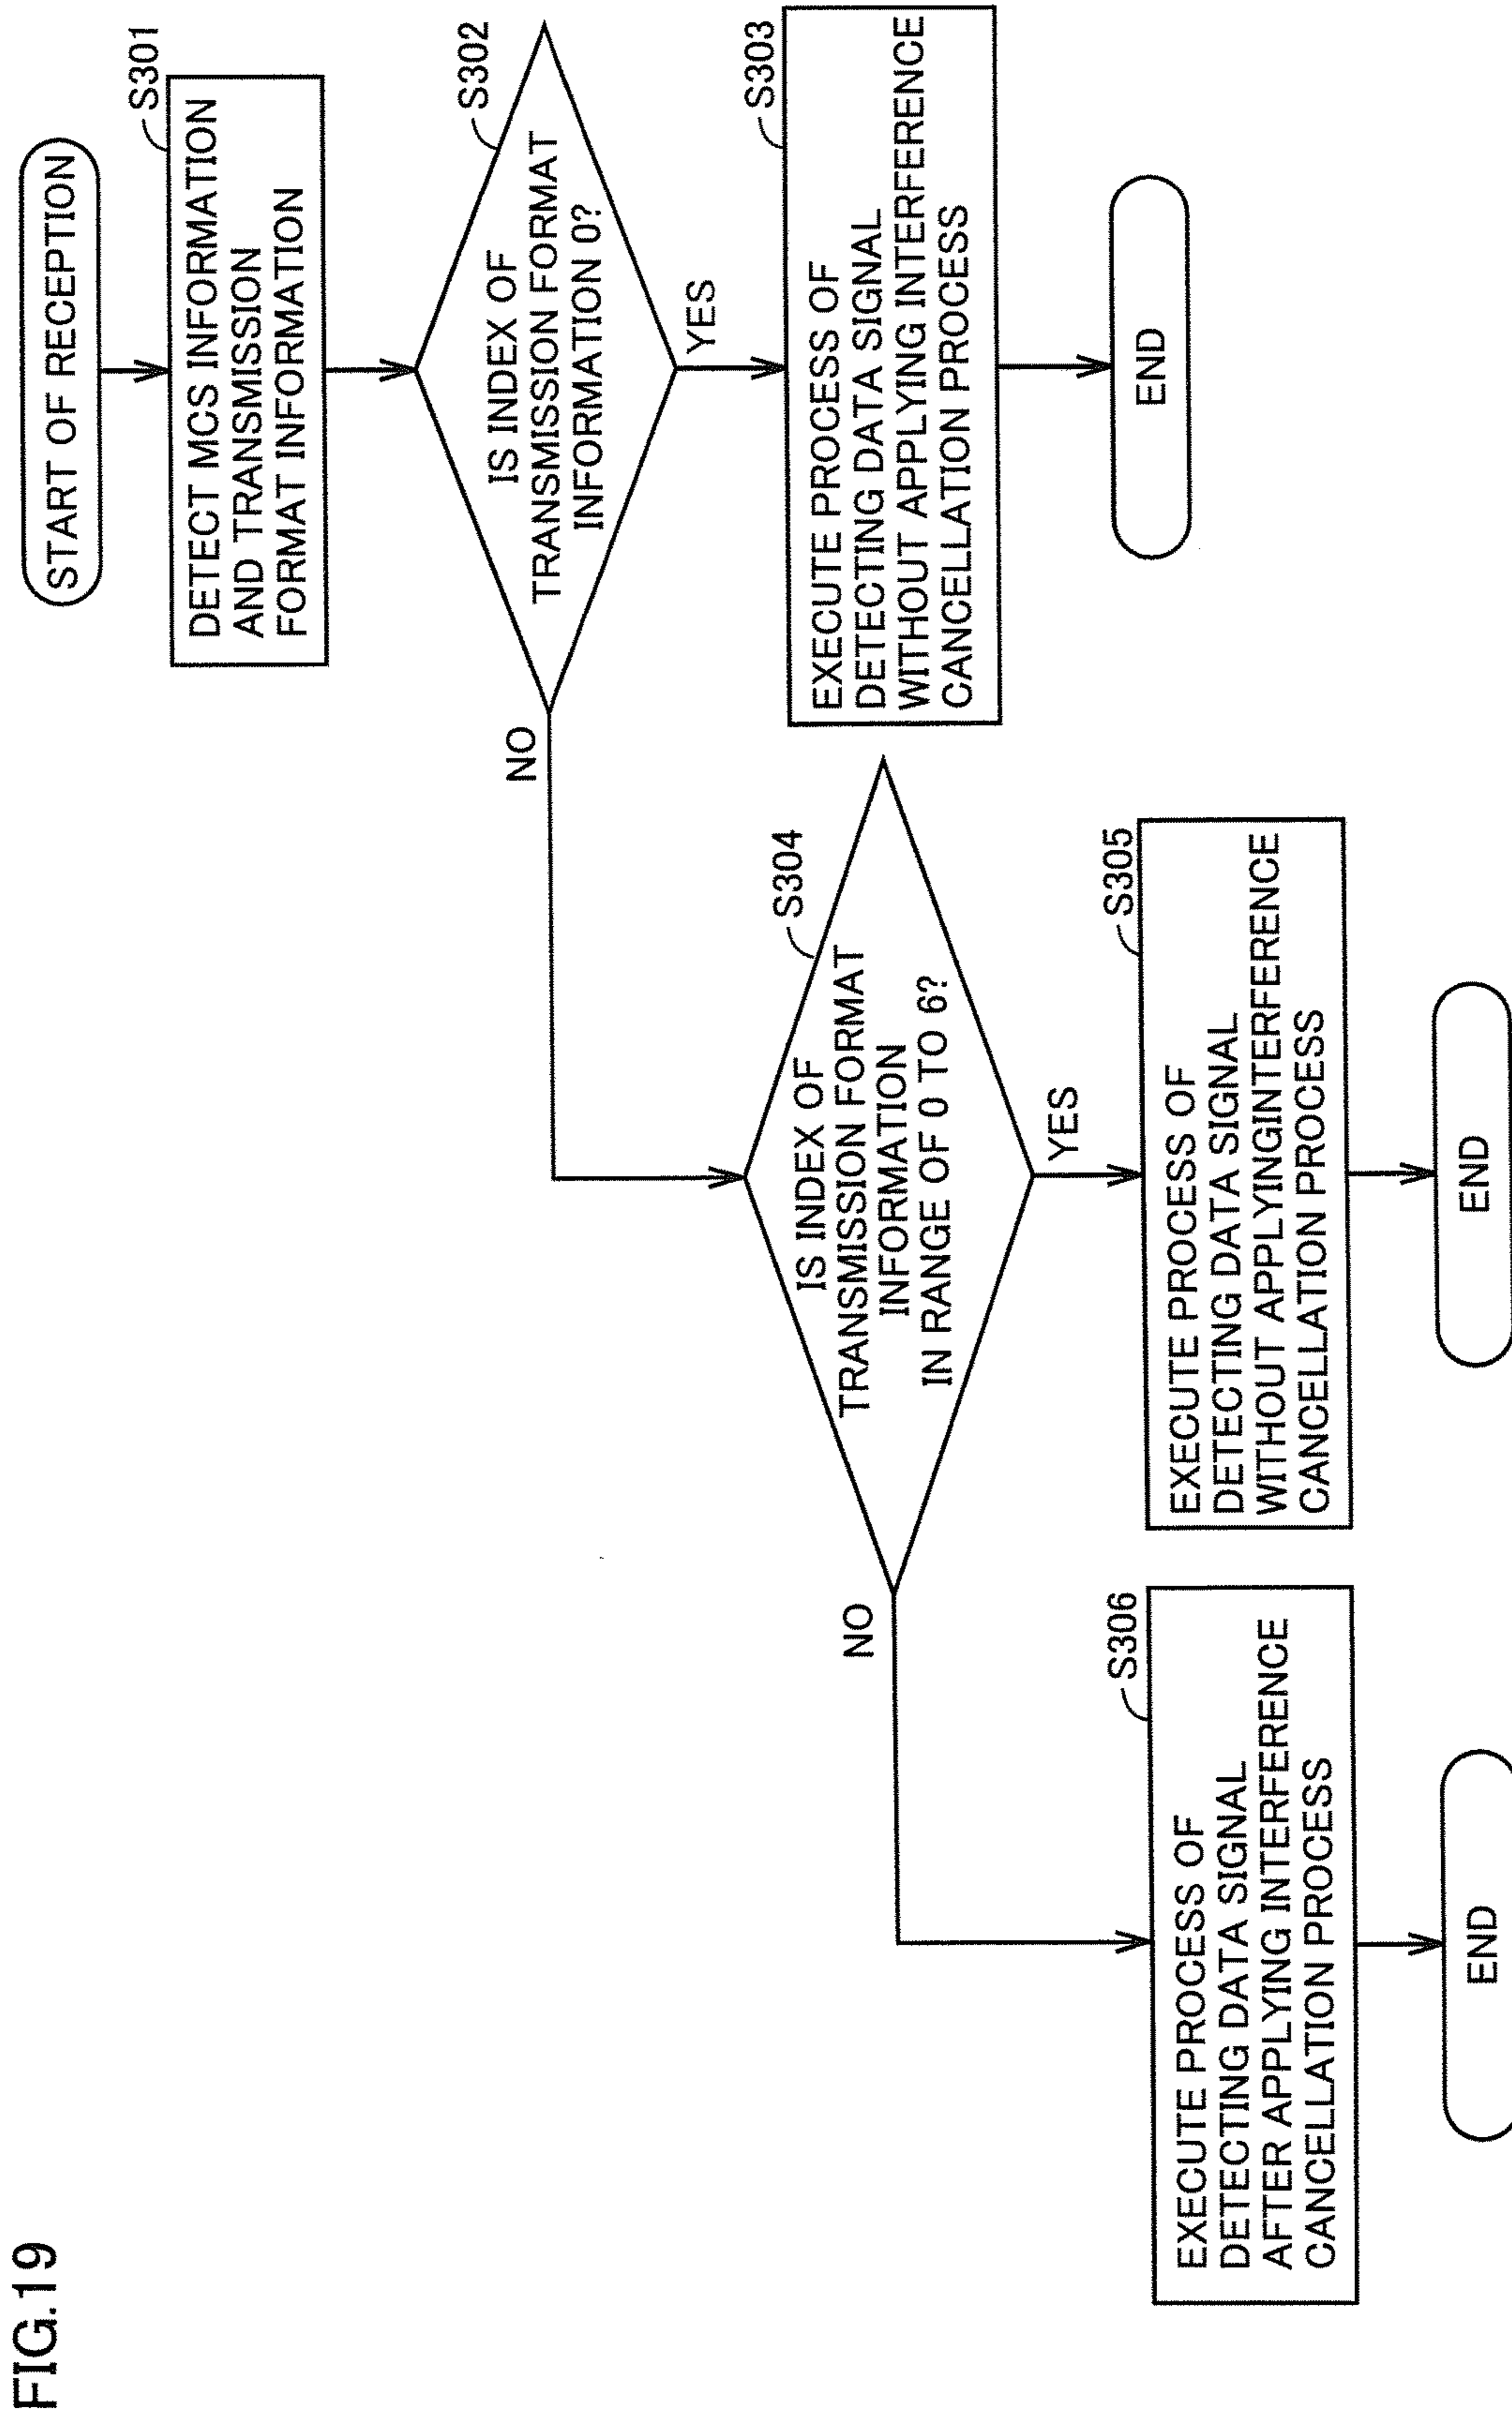 FIG.19
START OF RECEPTION
S301
DETECT MCS INFORMATION
AND TRANSMISSION
FORMAT INFORMATION
S302
IS INDEX OF
TRANSMISSION FORMAT
INFORMATION 0?
NO
YES
S303
EXECUTE PROCESS OF
DETECTING DATA SIGNAL
WITHOUT APPLYING INTERFERENCE
CANCELLATION PROCESS
END
S304
IS INDEX OF
TRANSMISSION FORMAT
INFORMATION
IN RANGE OF 0 TO 6?
NO
YES
S305
EXECUTE PROCESS OF
DETECTING DATA SIGNAL
WITHOUT APPLYINGINTERFERENCE
CANCELLATION PROCESS
END
S306
EXECUTE PROCESS OF
DETECTING DATA SIGNAL
AFTER APPLYING INTERFERENCE
CANCELLATION PROCESS
END